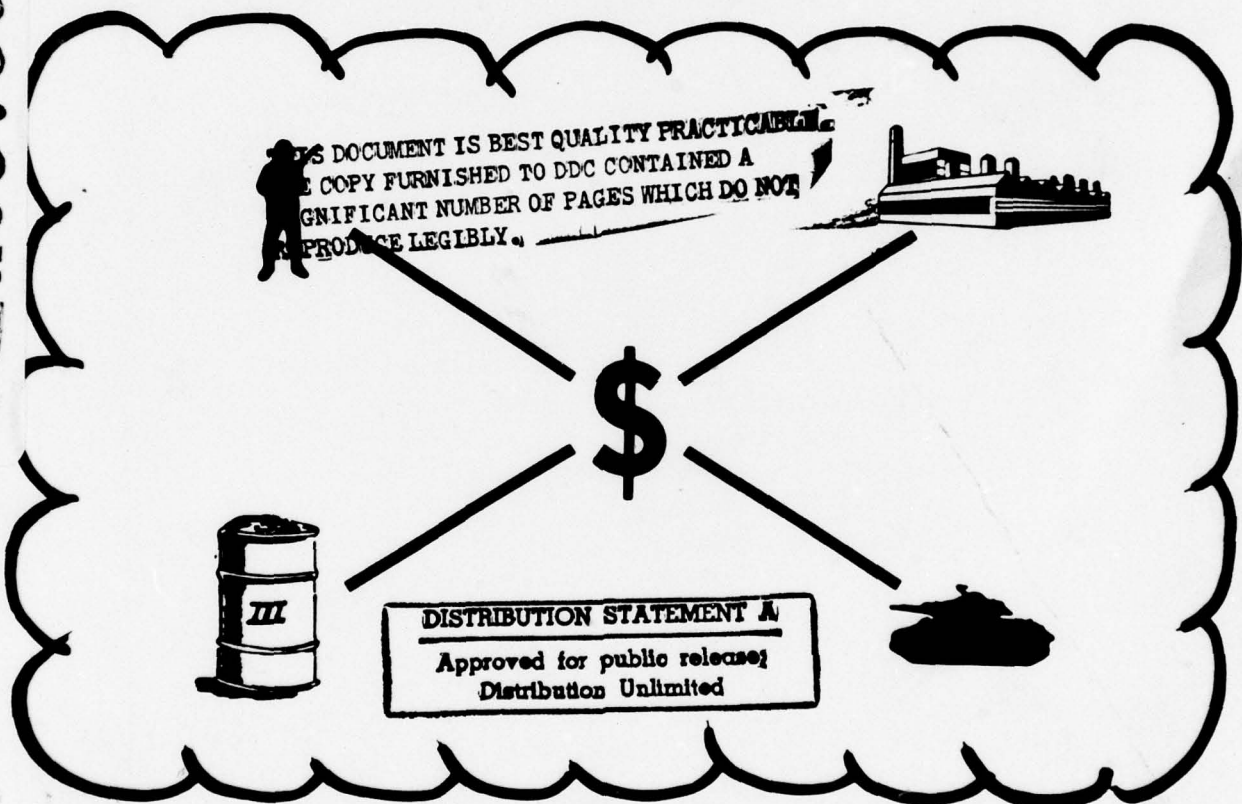 S DOCUMENT IS BEST QUALITY PRACTICABLE.
E COPY FURNISHED TO DDC CONTAINED A
GNIFICANT NUMBER OF PAGES WHICH DO NOT
REPRODUCE LEGIBLY.
$
III
DISTRIBUTION STATEMENT A
Approved for public release;
Distribution Unlimited